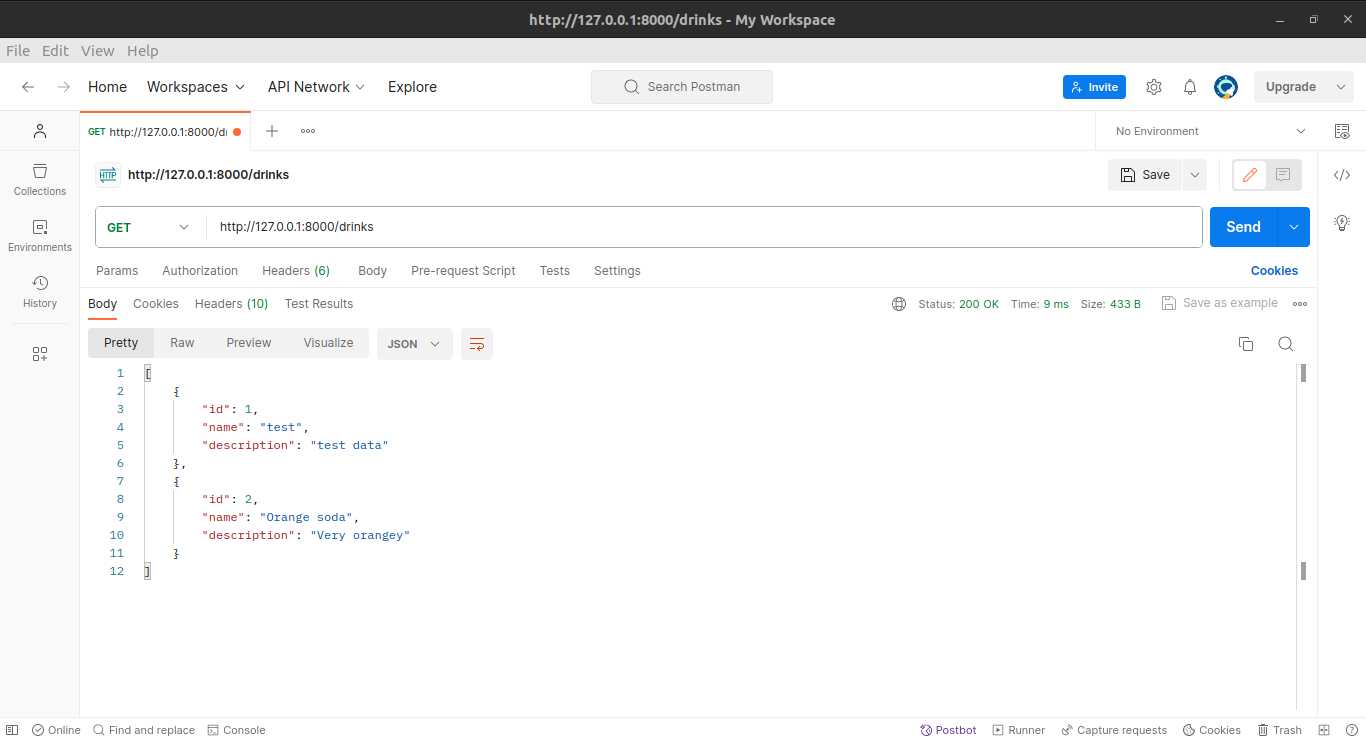 http://127.0.0.1:8000/drinks - My Workspace
File Edit View Help
Home Workspaces API Network Explore Search Postman Invite Upgrade
GET http://127.0.0.1:8000/di No Environment
HTTP http://127.0.0.1:8000/drinks Save
Collections
Environments
History
GET http://127.0.0.1:8000/drinks Send
Params Authorization Headers (6) Body Pre-request Script Tests Settings Cookies
Body Cookies Headers (10) Test Results Status: 200 OK Time: 9 ms Size: 433 B Save as example
Pretty Raw Preview Visualize JSON
1 [
2 {
3 "id": 1,
4 "name": "test",
5 "description": "test data"
6 },
7 {
8 "id": 2,
9 "name": "Orange soda",
10 "description": "Very orangey"
11 }
12 ]
Online Find and replace Console Postbot Runner Capture requests Cookies Trash